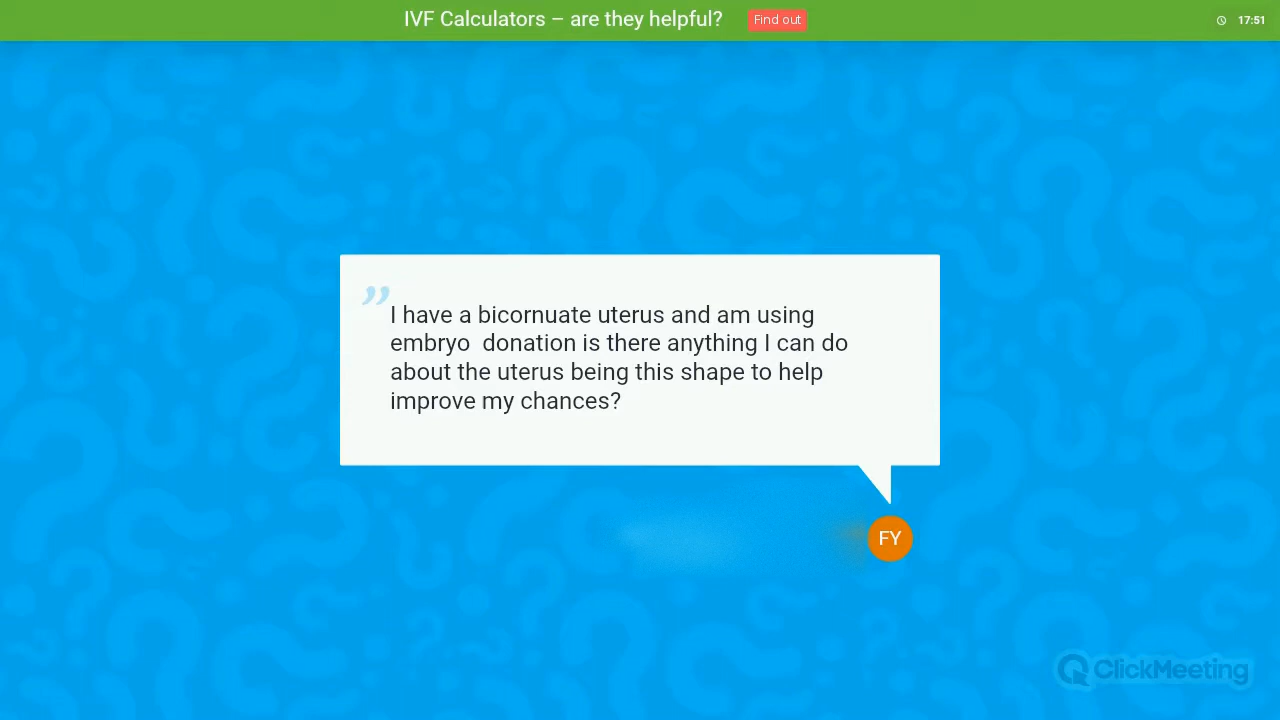 IVF Calculators – are they helpful? Find out 17:51
” I have a bicornuate uterus and am using
embryo  donation is there anything I can do
about the uterus being this shape to help
improve my chances?
FY
ClickMeeting